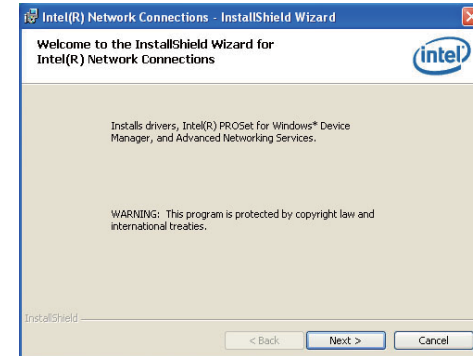 Intel(R) Network Connections - InstallShield Wizard
Welcome to the InstallShield Wizard for
Intel(R) Network Connections
intel
Installs drivers, Intel(R) PROSet for Windows* Device
Manager, and Advanced Networking Services.
WARNING: This program is protected by copyright law and
international treaties.
InstallShield
< Back
Next >
Cancel